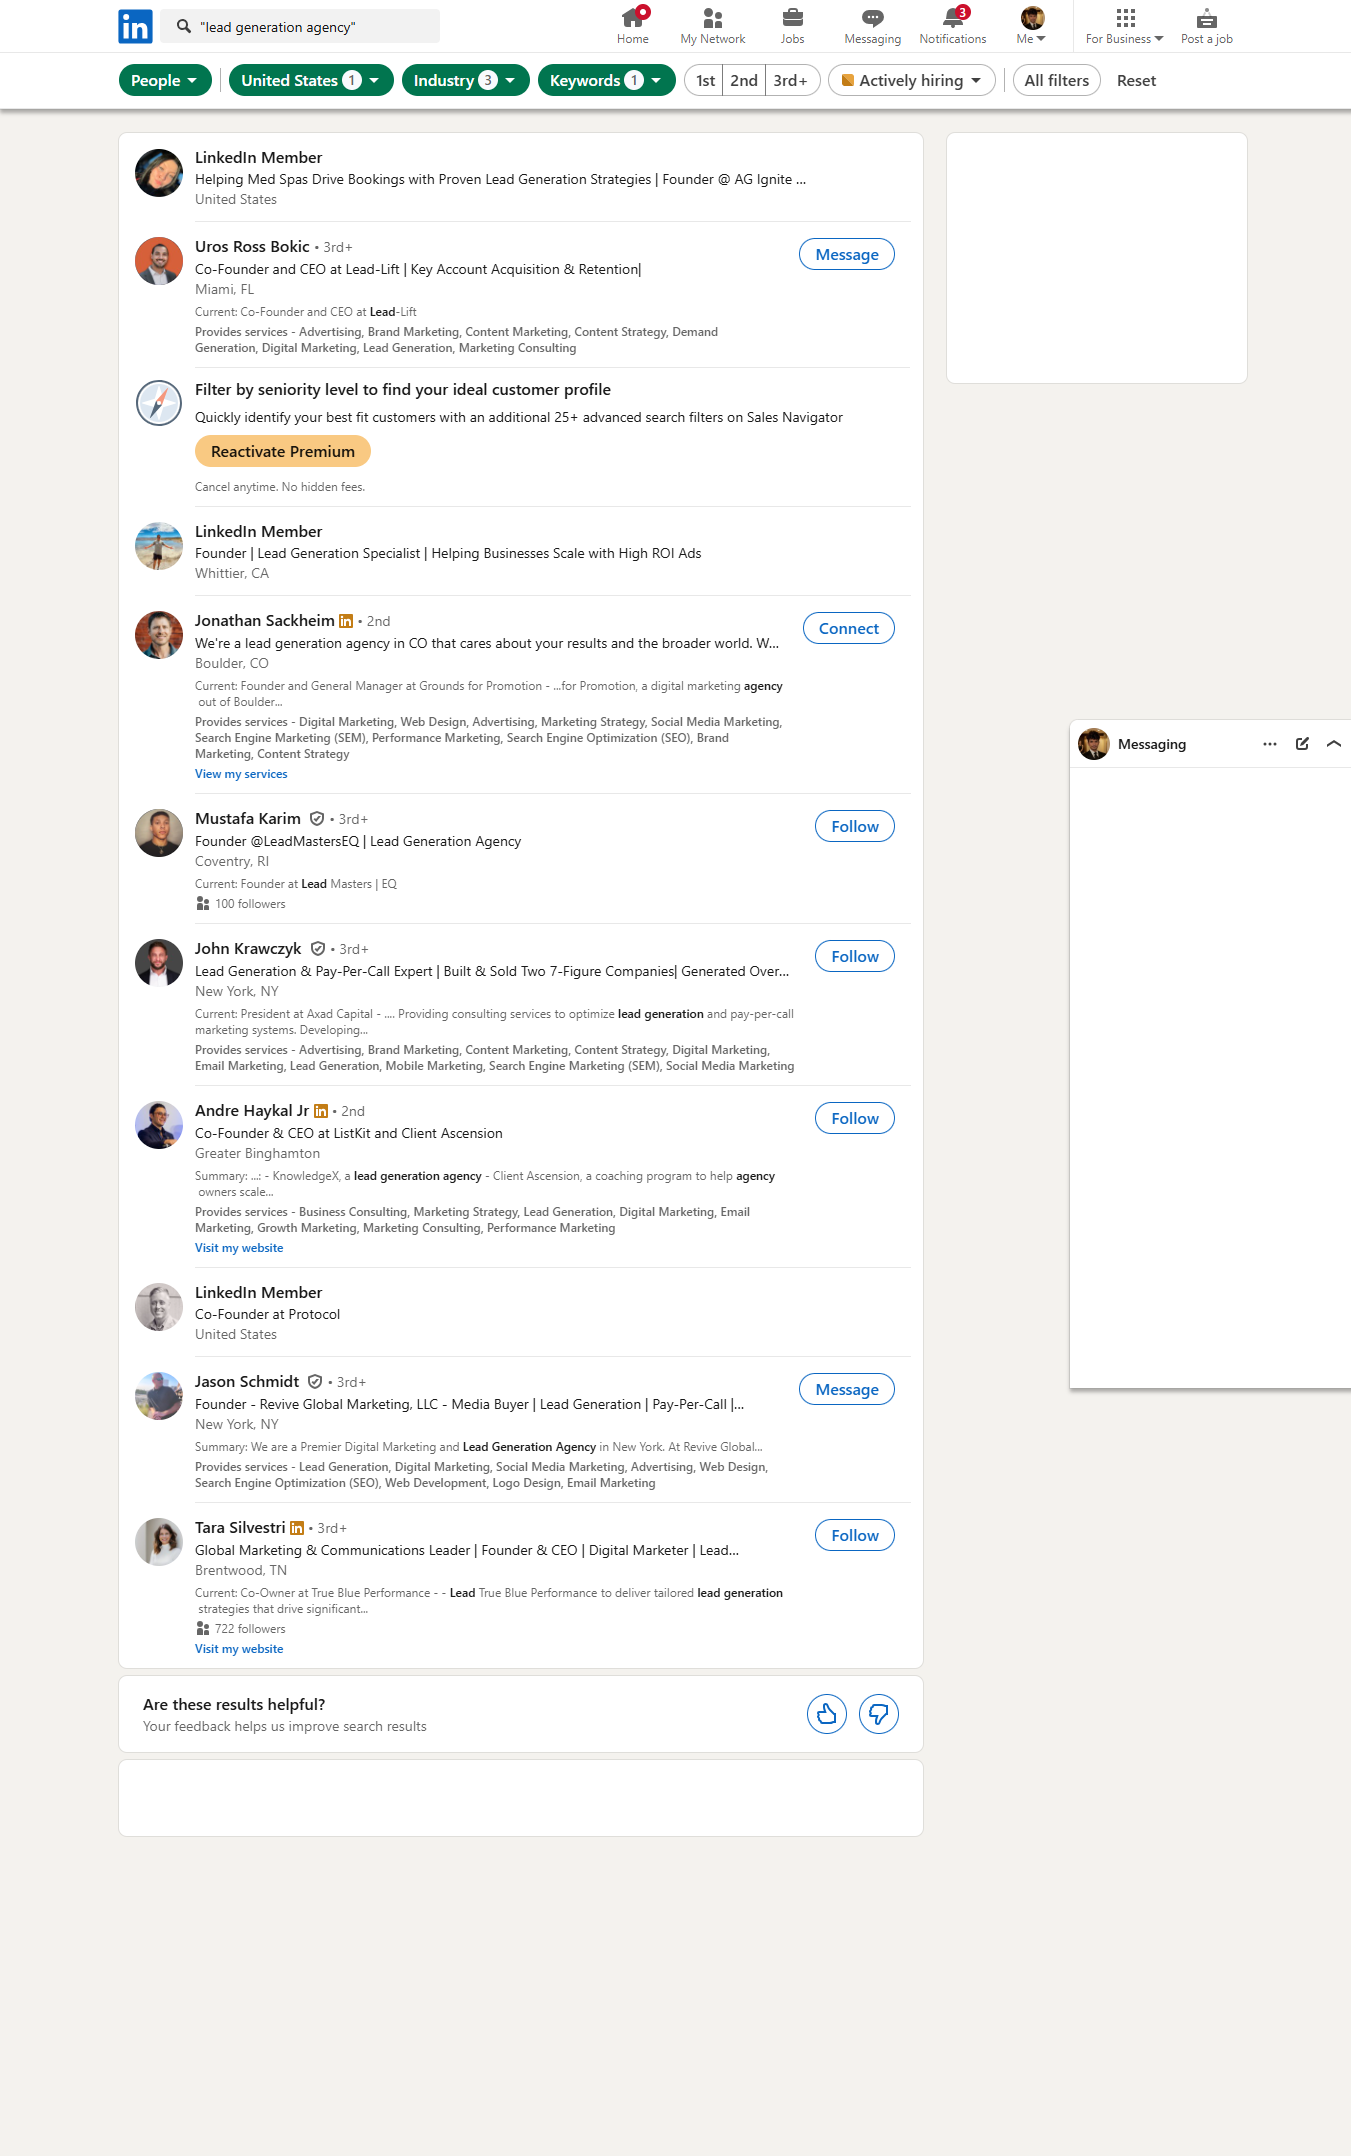 in
"lead generation agency"
Home
My Network
Jobs
Messaging
3
Notifications
Me
For Business
Post a job
People
United States 1
Industry 3
Keywords 1
1st
2nd
3rd+
Actively hiring
All filters
Reset
LinkedIn Member
Helping Med Spas Drive Bookings with Proven Lead Generation Strategies | Founder @ AG Ignite ...
United States
Uros Ross Bokic • 3rd+
Message
Co-Founder and CEO at Lead-Lift | Key Account Acquisition & Retention|
Miami, FL
Current: Co-Founder and CEO at Lead-Lift
Provides services - Advertising, Brand Marketing, Content Marketing, Content Strategy, Demand
Generation, Digital Marketing, Lead Generation, Marketing Consulting
Filter by seniority level to find your ideal customer profile
Quickly identify your best fit customers with an additional 25+ advanced search filters on Sales Navigator
Reactivate Premium
Cancel anytime. No hidden fees.
LinkedIn Member
Founder | Lead Generation Specialist | Helping Businesses Scale with High ROI Ads
Whittier, CA
Jonathan Sackheim in • 2nd
Connect
We're a lead generation agency in CO that cares about your results and the broader world. W...
Boulder, CO
Current: Founder and General Manager at Grounds for Promotion - ...for Promotion, a digital marketing agency
out of Boulder...
Provides services - Digital Marketing, Web Design, Advertising, Marketing Strategy, Social Media Marketing,
Search Engine Marketing (SEM), Performance Marketing, Search Engine Optimization (SEO), Brand
Marketing, Content Strategy
View my services
Messaging
Mustafa Karim • 3rd+
Follow
Founder @LeadMastersEQ | Lead Generation Agency
Coventry, RI
Current: Founder at Lead Masters | EQ
100 followers
John Krawczyk • 3rd+
Follow
Lead Generation & Pay-Per-Call Expert | Built & Sold Two 7-Figure Companies| Generated Over...
New York, NY
Current: President at Axad Capital - .... Providing consulting services to optimize lead generation and pay-per-call
marketing systems. Developing...
Provides services - Advertising, Brand Marketing, Content Marketing, Content Strategy, Digital Marketing,
Email Marketing, Lead Generation, Mobile Marketing, Search Engine Marketing (SEM), Social Media Marketing
Andre Haykal Jr in • 2nd
Follow
Co-Founder & CEO at ListKit and Client Ascension
Greater Binghamton
Summary: ...: - KnowledgeX, a lead generation agency - Client Ascension, a coaching program to help agency
owners scale...
Provides services - Business Consulting, Marketing Strategy, Lead Generation, Digital Marketing, Email
Marketing, Growth Marketing, Marketing Consulting, Performance Marketing
Visit my website
LinkedIn Member
Co-Founder at Protocol
United States
Jason Schmidt • 3rd+
Message
Founder - Revive Global Marketing, LLC - Media Buyer | Lead Generation | Pay-Per-Call |...
New York, NY
Summary: We are a Premier Digital Marketing and Lead Generation Agency in New York. At Revive Global...
Provides services - Lead Generation, Digital Marketing, Social Media Marketing, Advertising, Web Design,
Search Engine Optimization (SEO), Web Development, Logo Design, Email Marketing
Tara Silvestri in • 3rd+
Follow
Global Marketing & Communications Leader | Founder & CEO | Digital Marketer | Lead...
Brentwood, TN
Current: Co-Owner at True Blue Performance - - Lead True Blue Performance to deliver tailored lead generation
strategies that drive significant...
722 followers
Visit my website
Are these results helpful?
Your feedback helps us improve search results